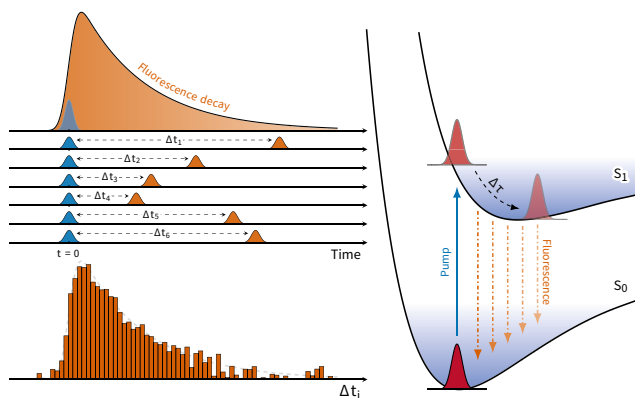 Fluorescence decay
Δt₁
Δt₂
Δt₃
Δt₄
Δt₅
Δt₆
t = 0
Time
Δtᵢ
Δτ
S₁
Pump
Fluorescence
S₀